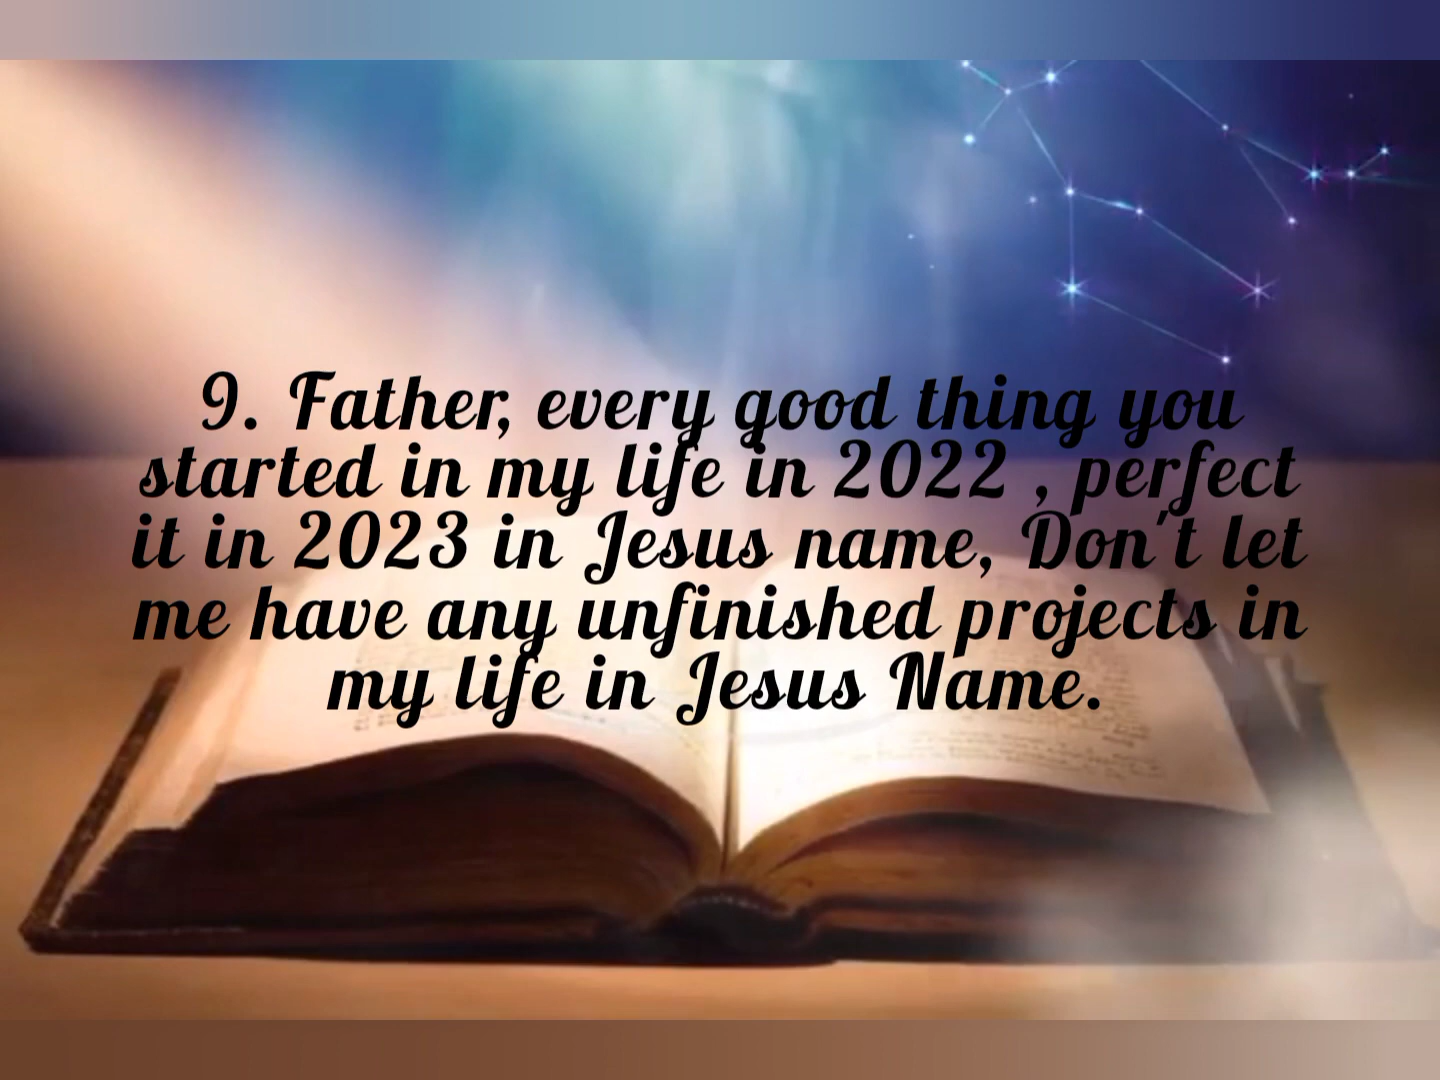 9. Father, every good thing you
started in my life in 2022 , perfect
it in 2023 in Jesus name, Don't let
me have any unfinished projects in
my life in Jesus Name.